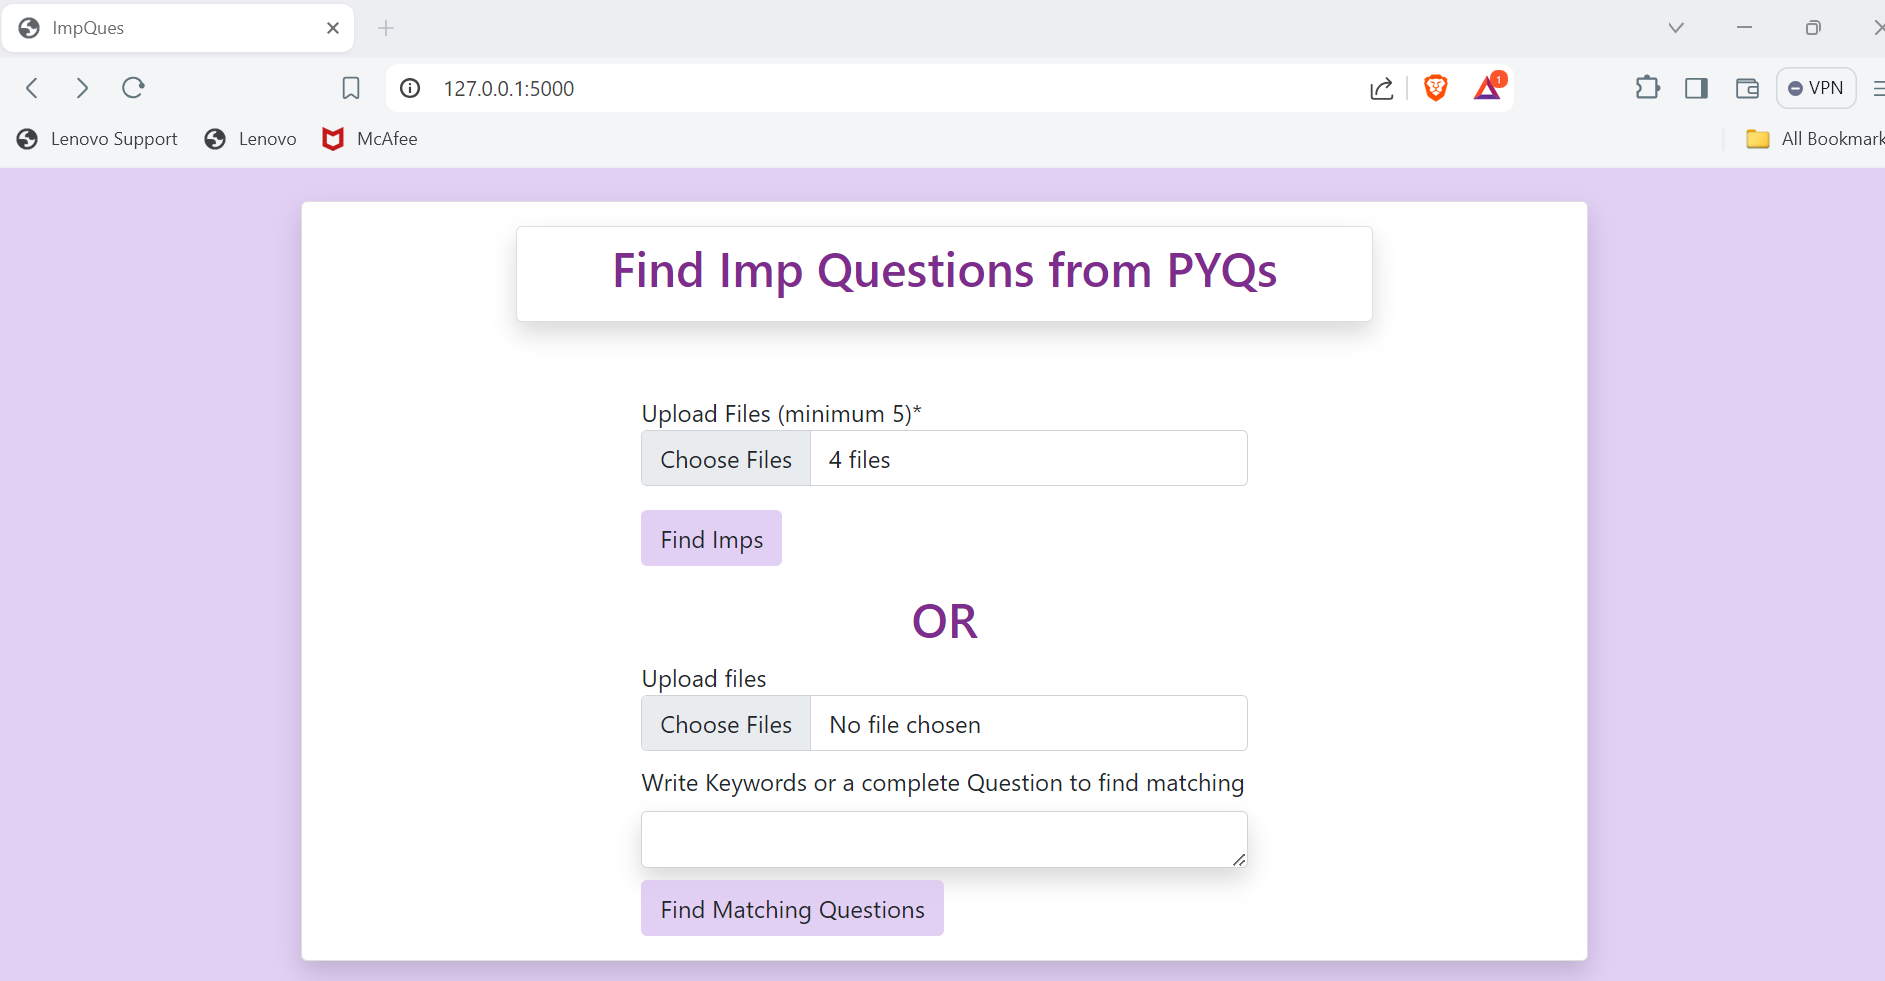 ImpQues
127.0.0.1:5000
1
VPN
Lenovo Support Lenovo McAfee
All Bookmark
Find Imp Questions from PYQs
Upload Files (minimum 5)*
Choose Files 4 files
Find Imps
OR
Upload files
Choose Files No file chosen
Write Keywords or a complete Question to find matching
Find Matching Questions